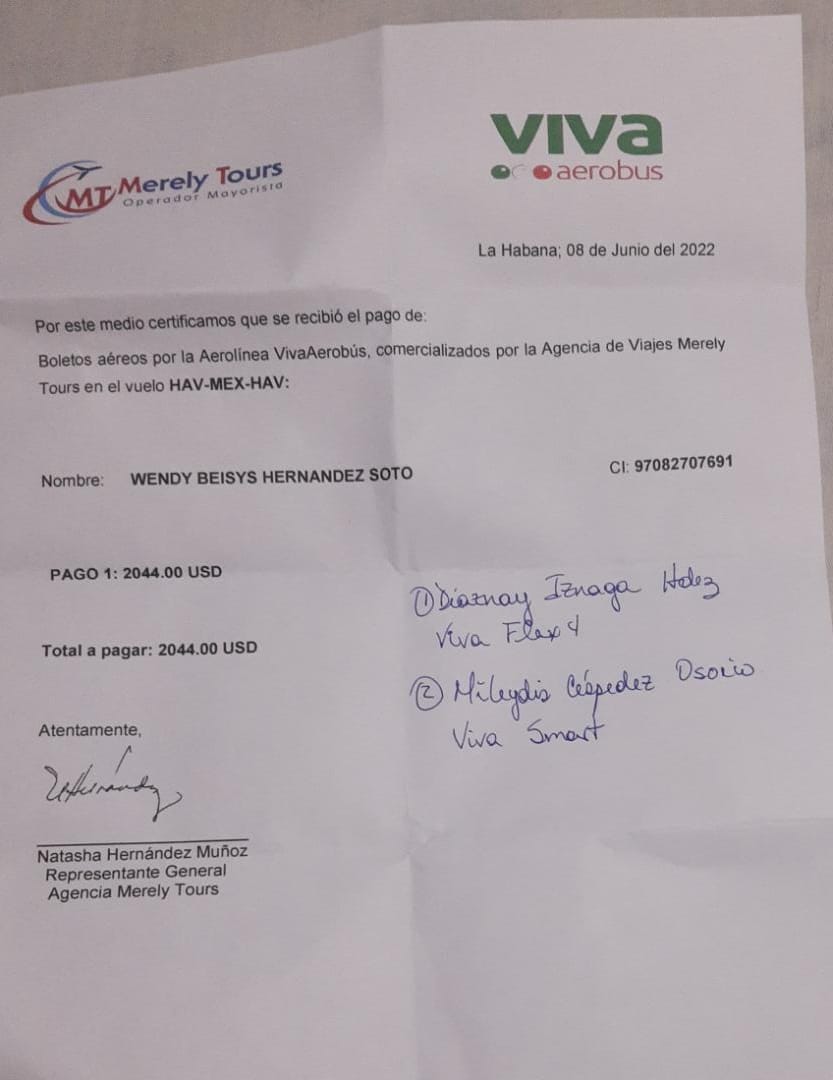 MT Merely Tours
Operador Mayorista
VIVA
aerobus
La Habana; 08 de Junio del 2022
Por este medio certificamos que se recibió el pago de:
Boletos aéreos por la Aerolínea VivaAerobús, comercializados por la Agencia de Viajes Merely
Tours en el vuelo HAV-MEX-HAV:
Nombre: WENDY BEISYS HERNANDEZ SOTO
CI: 97082707691
PAGO 1: 2044.00 USD
Total a pagar: 2044.00 USD
① Diaznay Iznaga Hdez
Viva Flex 4
② Mileydis Céspedez Osorio
Viva Smart
Atentamente,
Natasha Hernández Muñoz
Representante General
Agencia Merely Tours